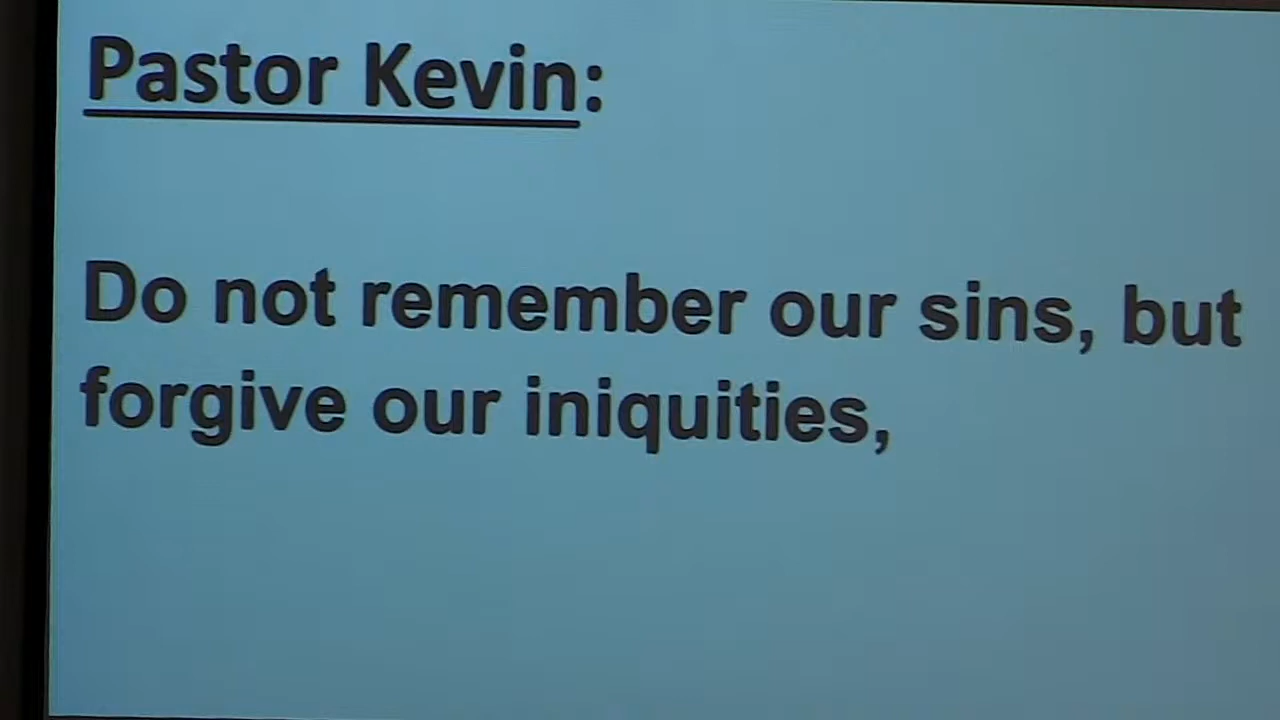 Pastor Kevin:
Do not remember our sins, but
forgive our iniquities,